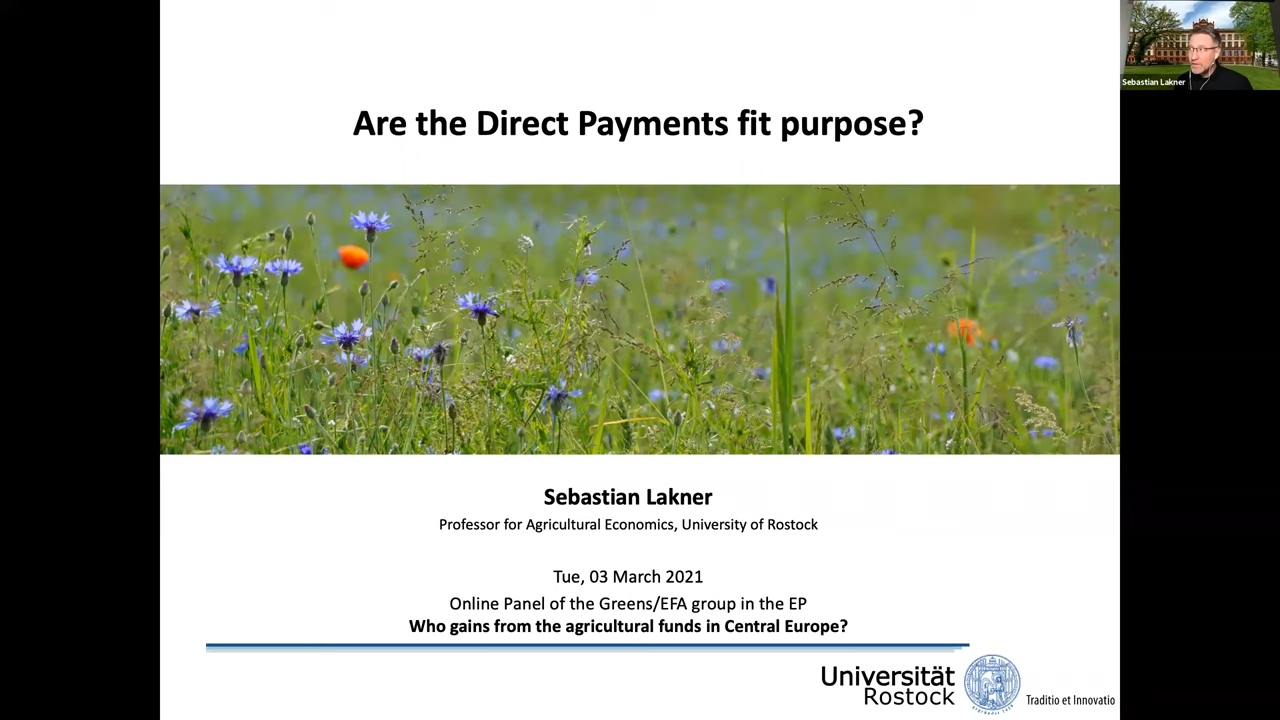 Sebastian Lakner
Are the Direct Payments fit purpose?
Sebastian Lakner
Professor for Agricultural Economics, University of Rostock
Tue, 03 March 2021
Online Panel of the Greens/EFA group in the EP
Who gains from the agricultural funds in Central Europe?
Universität
Rostock
Traditio et Innovatio